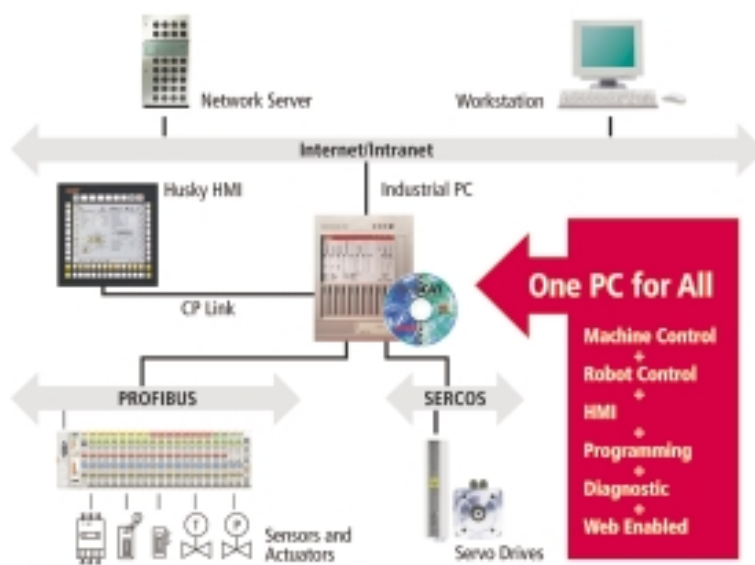 Network Server
Workstation
Internet/Intranet
Husky HMI
Industrial PC
CP Link
One PC for All
Machine Control
+
Robot Control
+
HMI
+
Programming
+
Diagnostic
+
Web Enabled
PROFIBUS
SERCOS
T
P
Sensors and
Actuators
Servo Drives